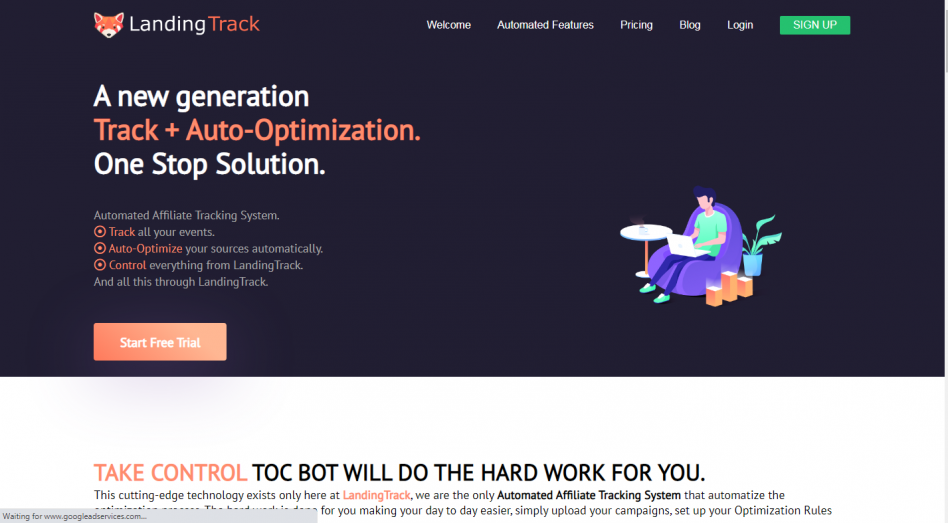 LandingTrack
Welcome Automated Features Pricing Blog Login SIGN UP
A new generation
Track + Auto-Optimization.
One Stop Solution.
Automated Affiliate Tracking System.
Track all your events.
Auto-Optimize your sources automatically.
Control everything from LandingTrack.
And all this through LandingTrack.
Start Free Trial
TAKE CONTROL TOC BOT WILL DO THE HARD WORK FOR YOU.
This cutting-edge technology exists only here at LandingTrack, we are the only Automated Affiliate Tracking System that automatize the
optimization process. The hard work is done for you making your day to day easier, simply upload your campaigns, set up your Optimization Rules
Waiting for www.googleadservices.com...